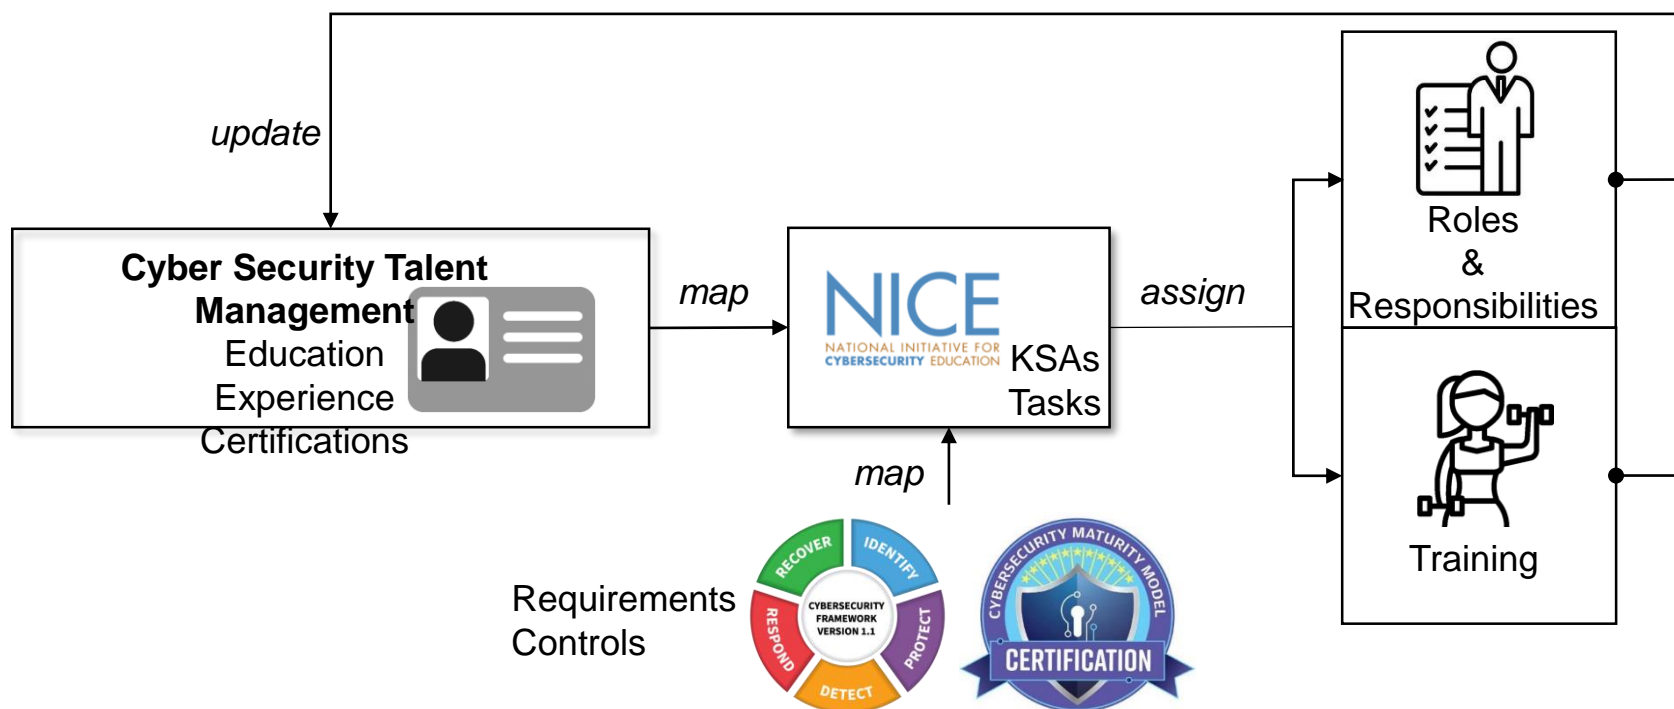 update
Cyber Security Talent
Management
Education
Experience
Certifications
map
NICE
NATIONAL INITIATIVE FOR
CYBERSECURITY EDUCATION
KSAs
Tasks
assign
Roles
&
Responsibilities
Training
map
Requirements
Controls
RECOVER
IDENTIFY
PROTECT
DETECT
RESPOND
CYBERSECURITY
FRAMEWORK
VERSION 1.1
CYBERSECURITY MATURITY MODEL
CERTIFICATION